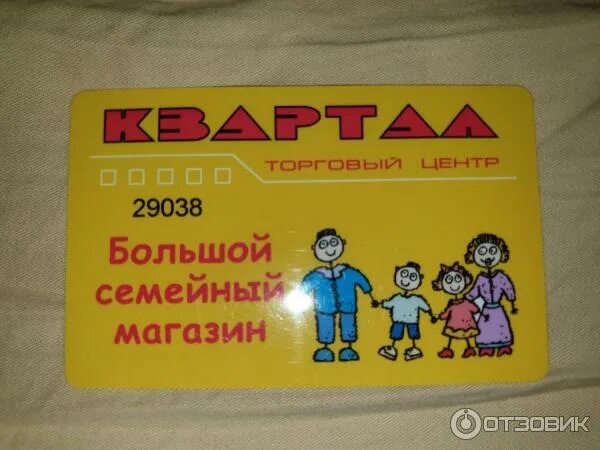 КВАРТАЛ
ТОРГОВЫЙ ЦЕНТР
29038
Большой
семейный
магазин
ОТЗОВИК